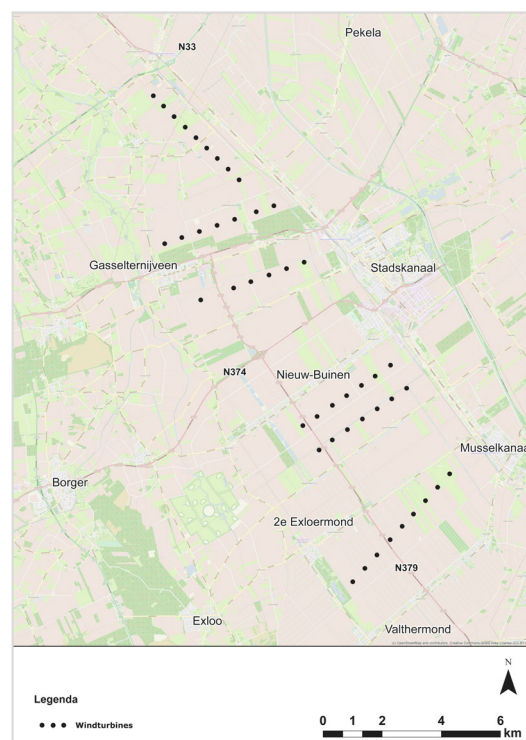 N33
Pekela
Gasselternijveen
Stadskanaal
N374
Nieuw-Buinen
Musselkanaa
Borger
2e Exloermond
N379
Exloo
Valthermond
N
Legenda
Windturbines
0 1 2 4 6
km